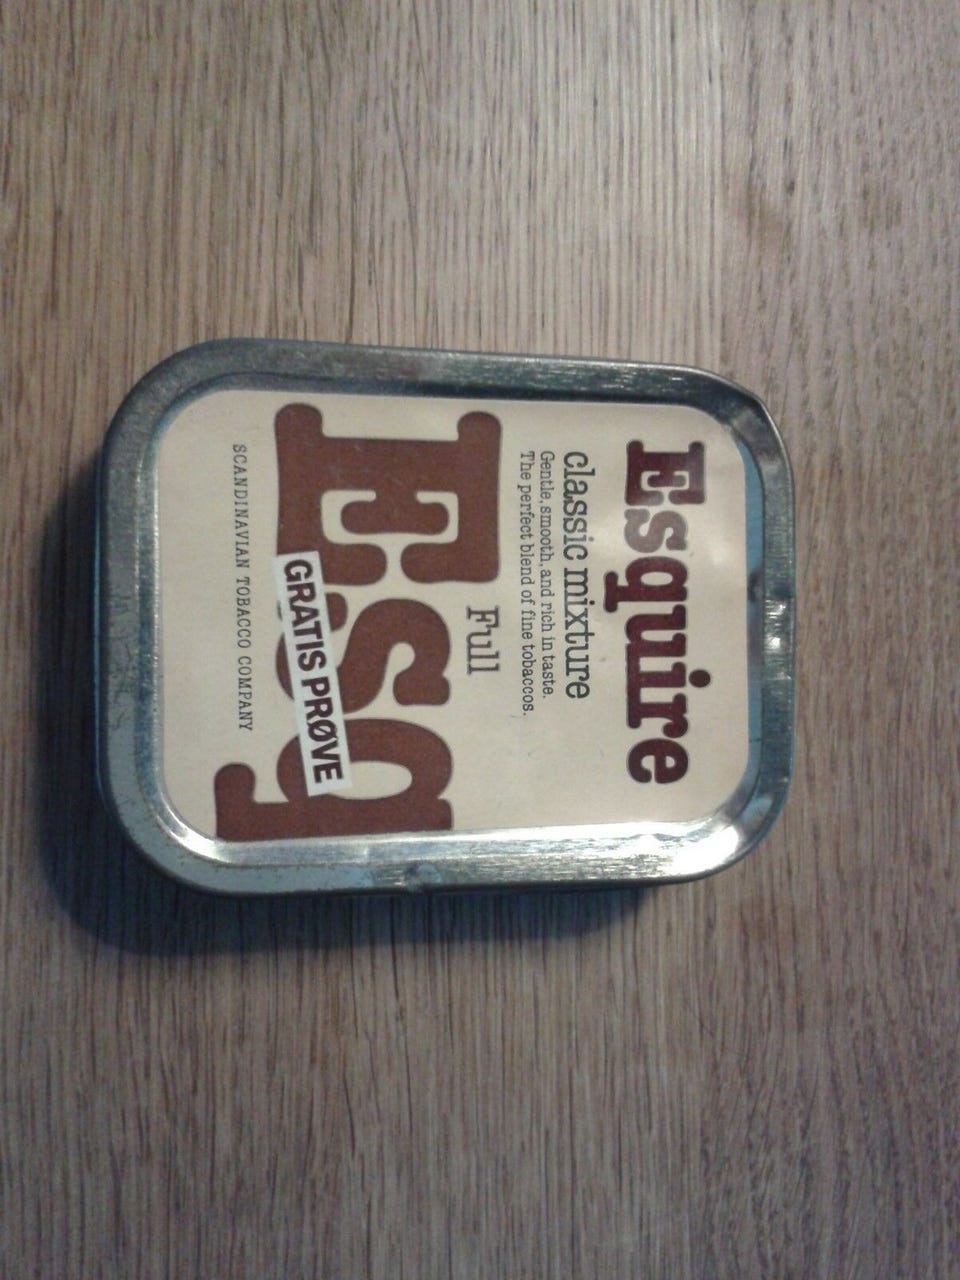 Esquire
classic mixture
Gentle, smooth, and rich in taste.
The perfect blend of fine tobaccos.
Full
Esq
GRATIS PRØVE
SCANDINAVIAN TOBACCO COMPANY